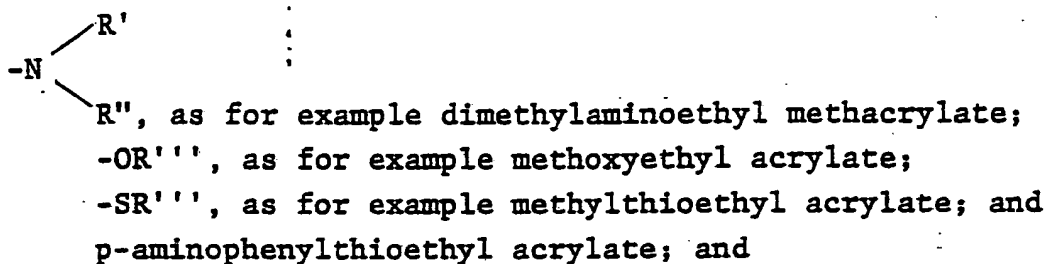 R'
-N
R", as for example dimethylaminoethyl methacrylate;
-OR''', as for example methoxyethyl acrylate;
-SR''', as for example methylthioethyl acrylate; and
p-aminophenylthioethyl acrylate; and